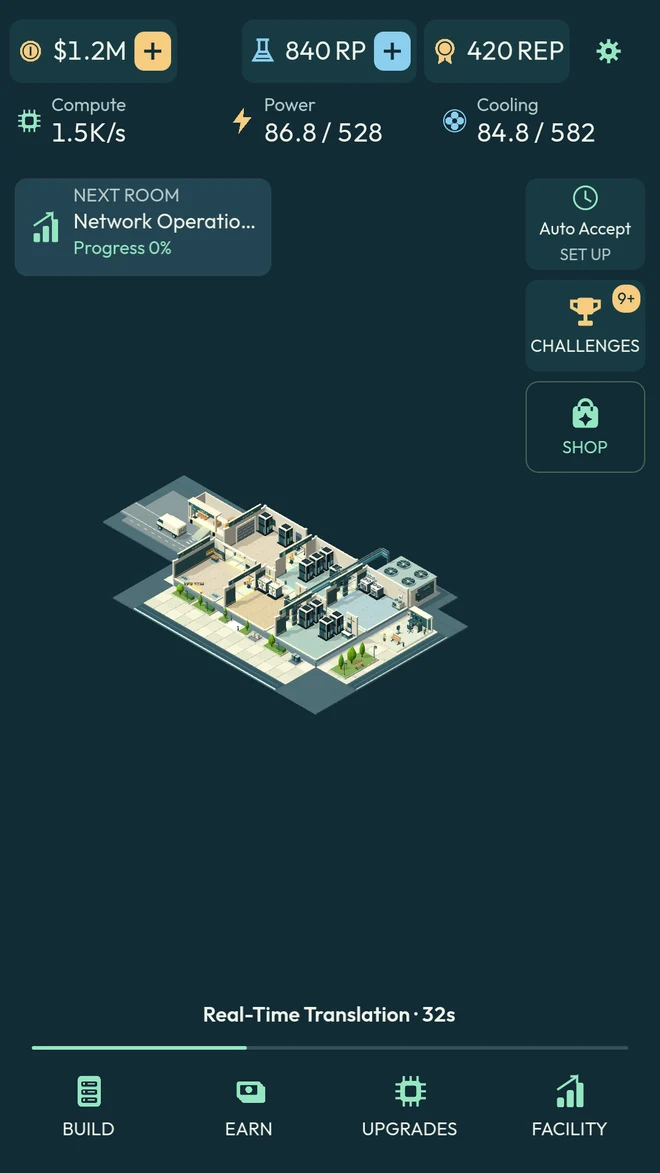 $1.2M
840 RP
420 REP
Compute
1.5K/s
Power
86.8 / 528
Cooling
84.8 / 582
NEXT ROOM
Network Operatio...
Progress 0%
Auto Accept
SET UP
9+
CHALLENGES
SHOP
Real-Time Translation · 32s
BUILD
EARN
UPGRADES
FACILITY